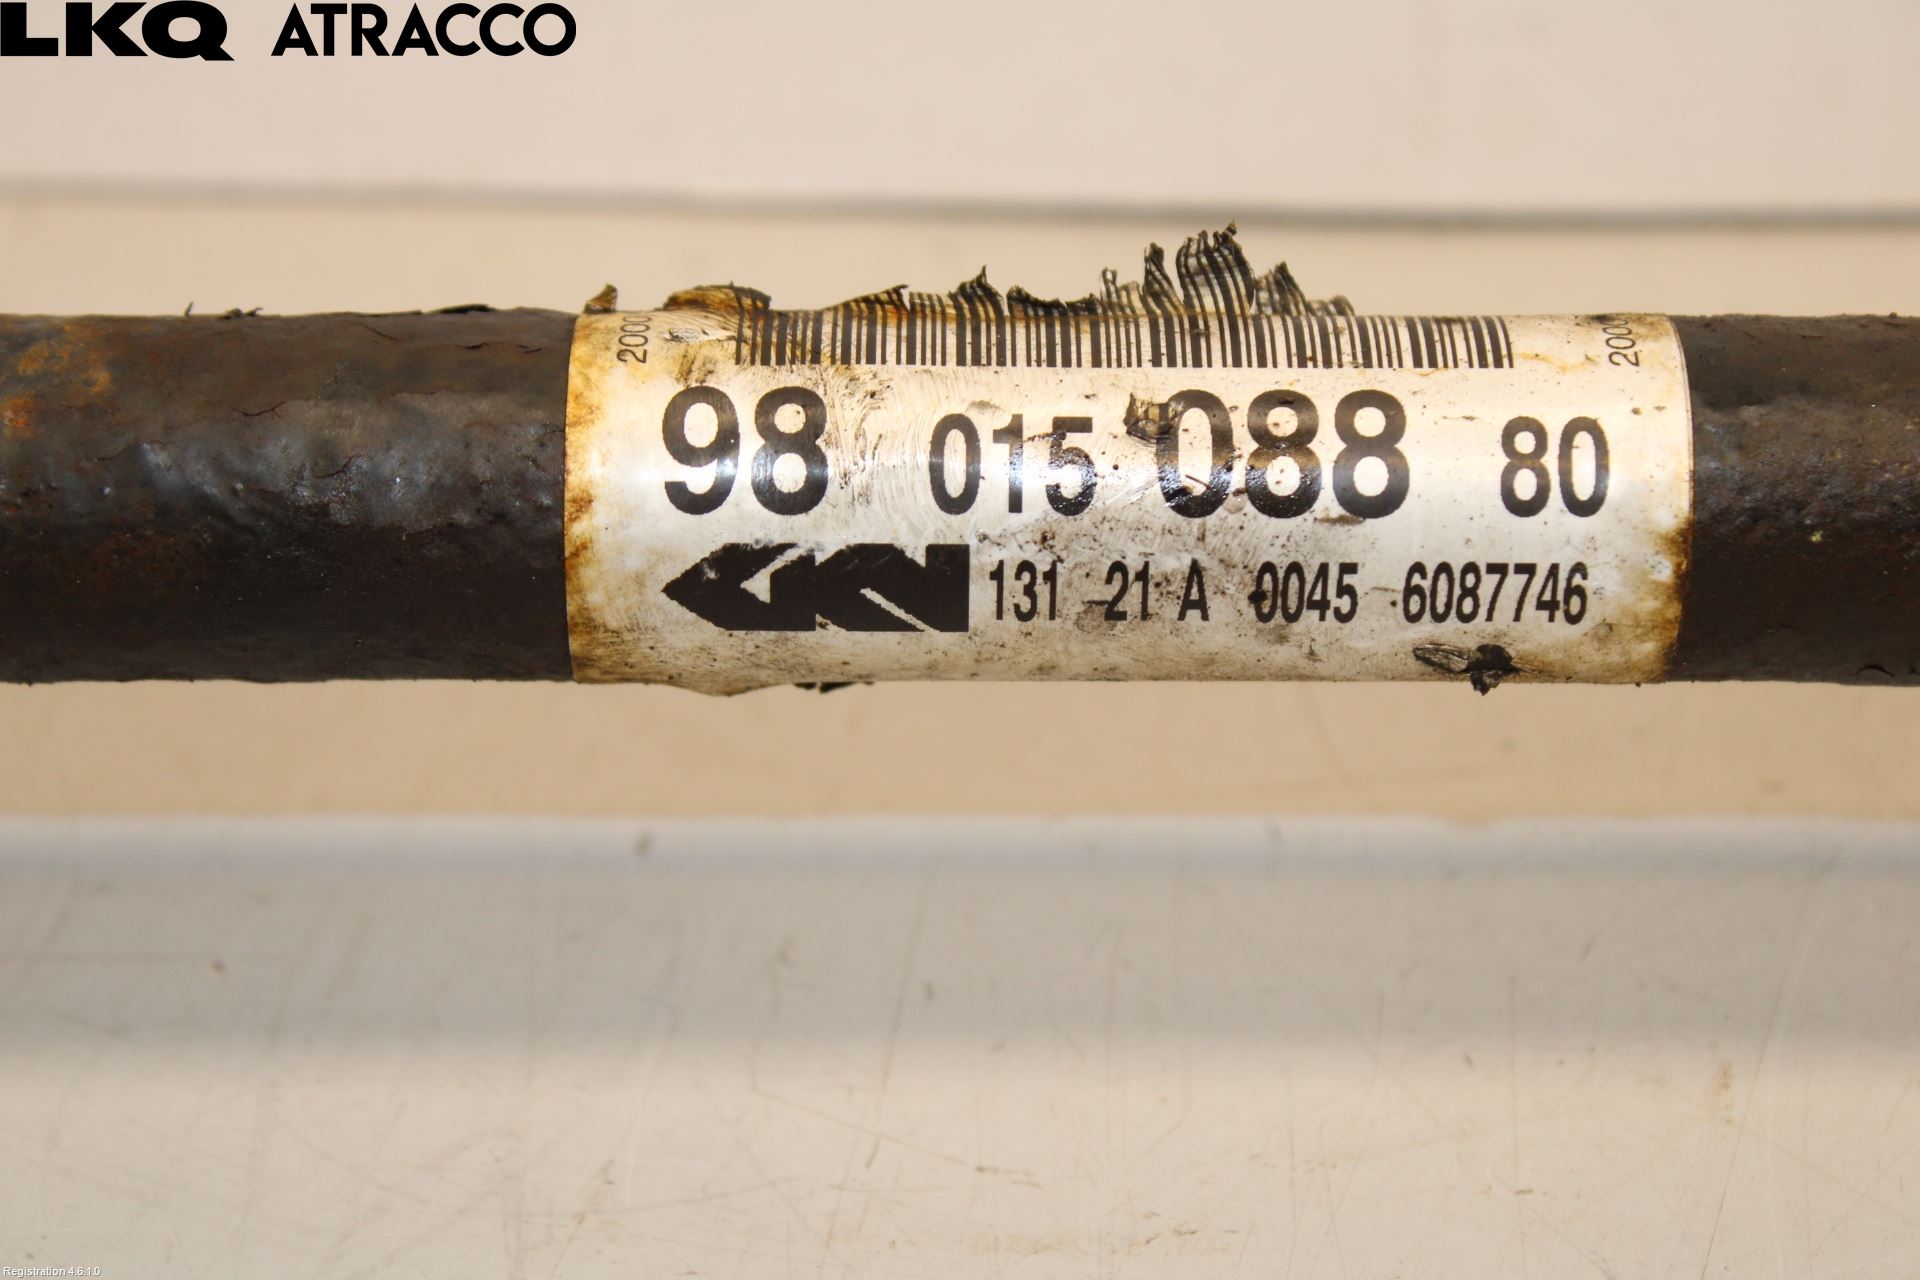 LKQ ATRACCO
98 015 088 80
GKN 131 21 A 0045 6087746
Registration 4.6.1.0